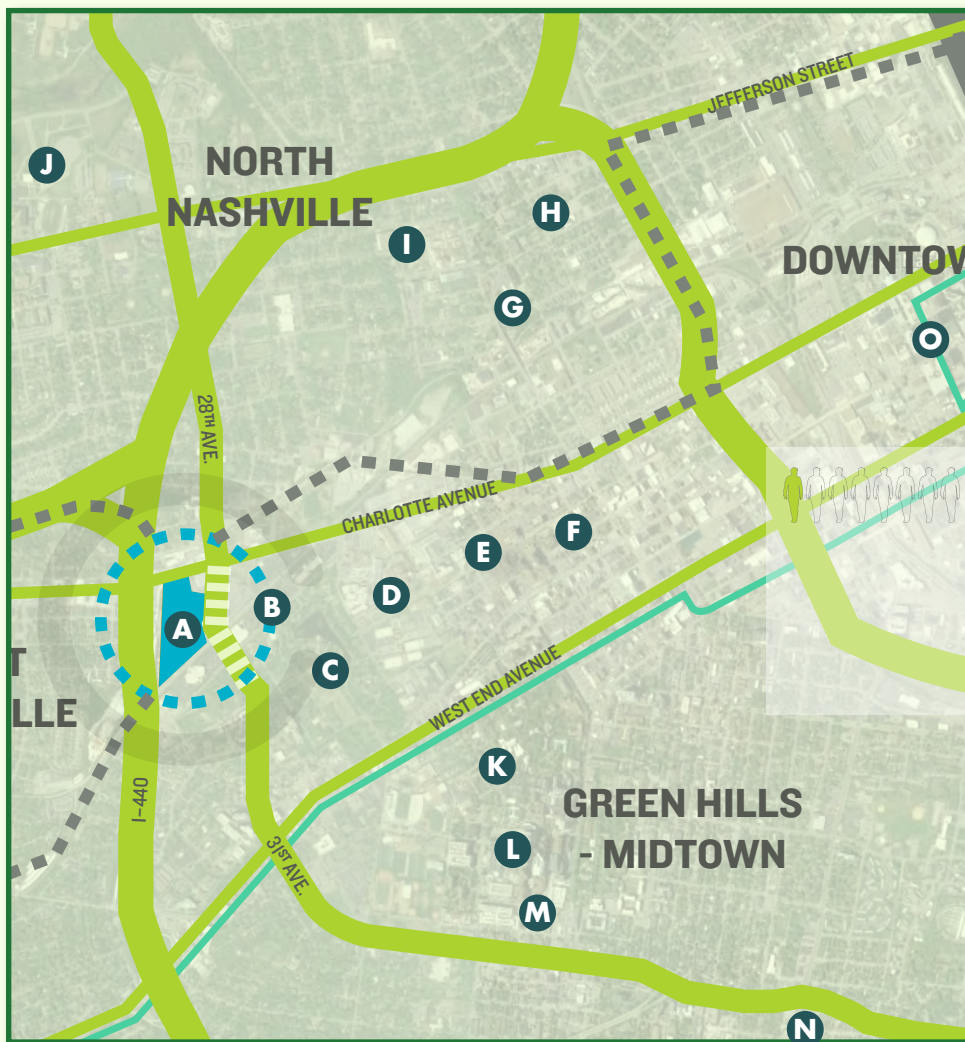 JEFFERSON STREET
J
NORTH
NASHVILLE
H
I
DOWNTOW
G
O
28TH AVE.
CHARLOTTE AVENUE
F
E
D
B
A
C
T
LLE
WEST END AVENUE
K
I-440
GREEN HILLS
- MIDTOWN
L
31ST AVE.
M
N